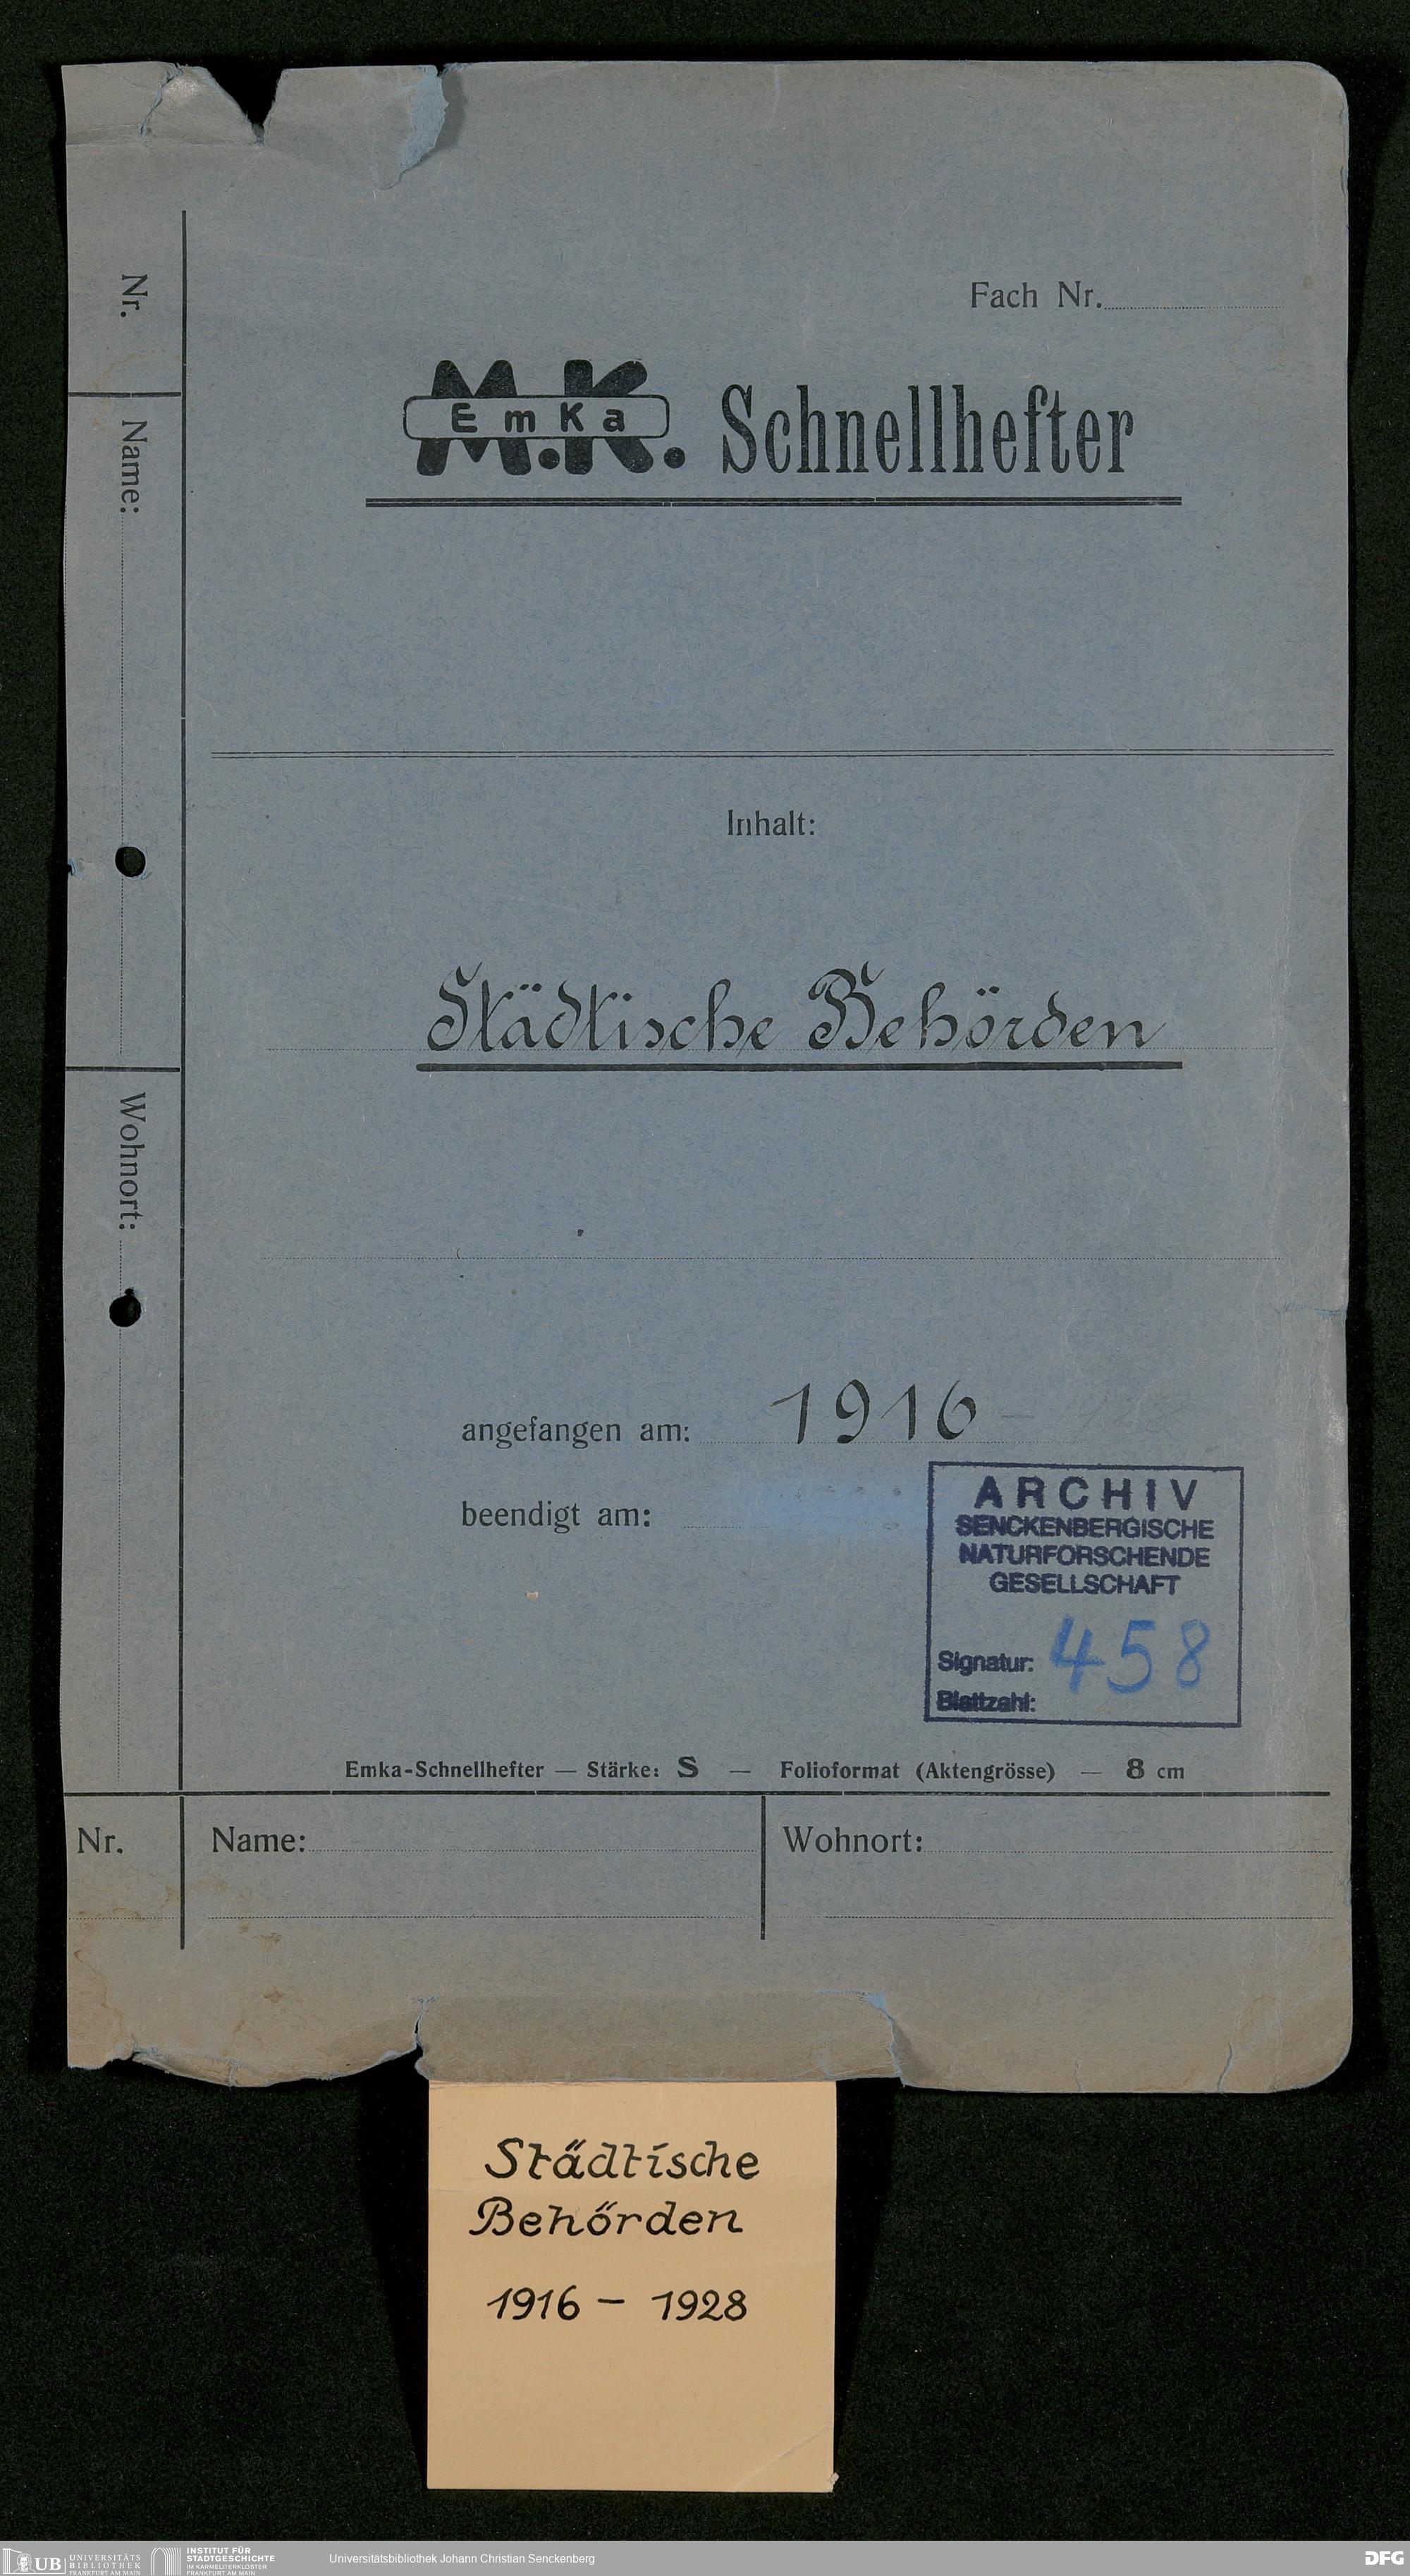 Fach Nr.
M.K. EmKa Schnellhefter
Nr.
Name:
Wohnort:
Inhalt:
Städtische Behörden
angefangen am: 1916 –
beendigt am:
ARCHIV
SENCKENBERGISCHE
NATURFORSCHENDE
GESELLSCHAFT
Signatur: 458
Blattzahl:
Emka-Schnellhefter — Stärke: S — Folioformat (Aktengrösse) — 8 cm
Nr. Name: Wohnort:
Städtische
Behörden
1916 – 1928
UB UNIVERSITÄTS
BIBLIOTHEK
FRANKFURT AM MAIN
INSTITUT FÜR
STADTGESCHICHTE
IM KARMELITERKLOSTER
FRANKFURT AM MAIN
Universitätsbibliothek Johann Christian Senckenberg
DFG